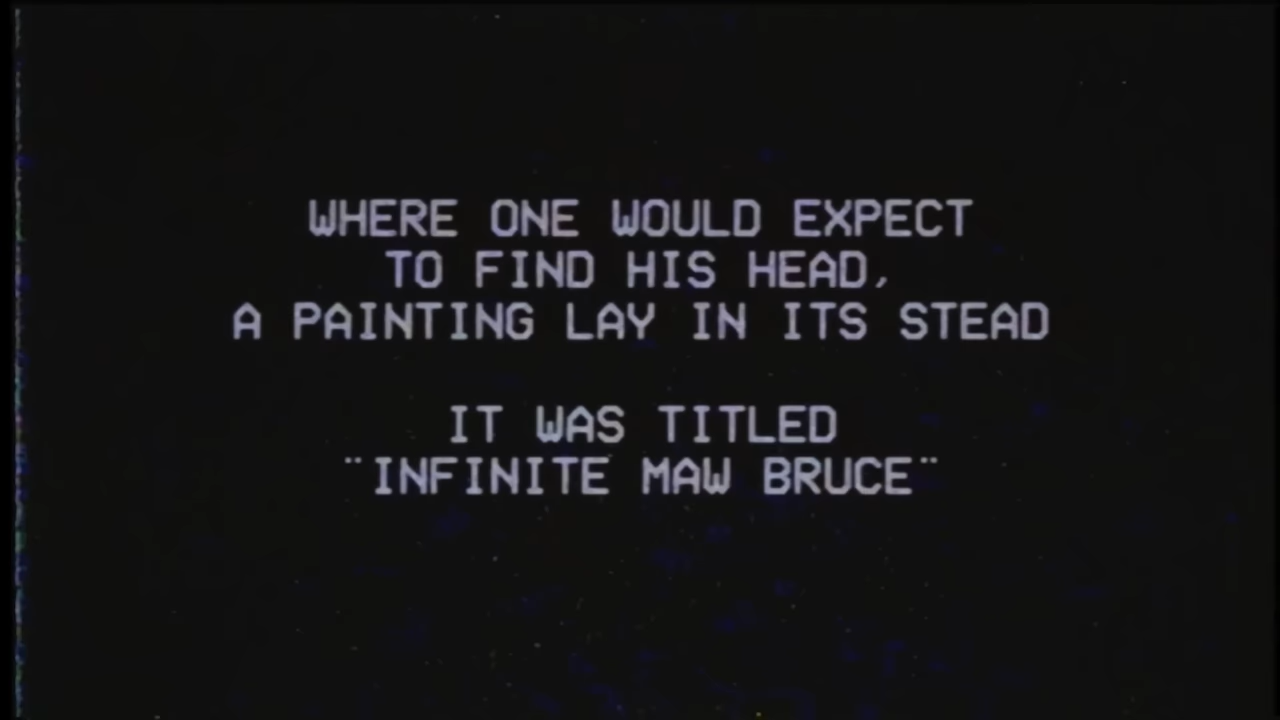 WHERE ONE WOULD EXPECT
TO FIND HIS HEAD,
A PAINTING LAY IN ITS STEAD
IT WAS TITLED
¨INFINITE MAW BRUCE¨